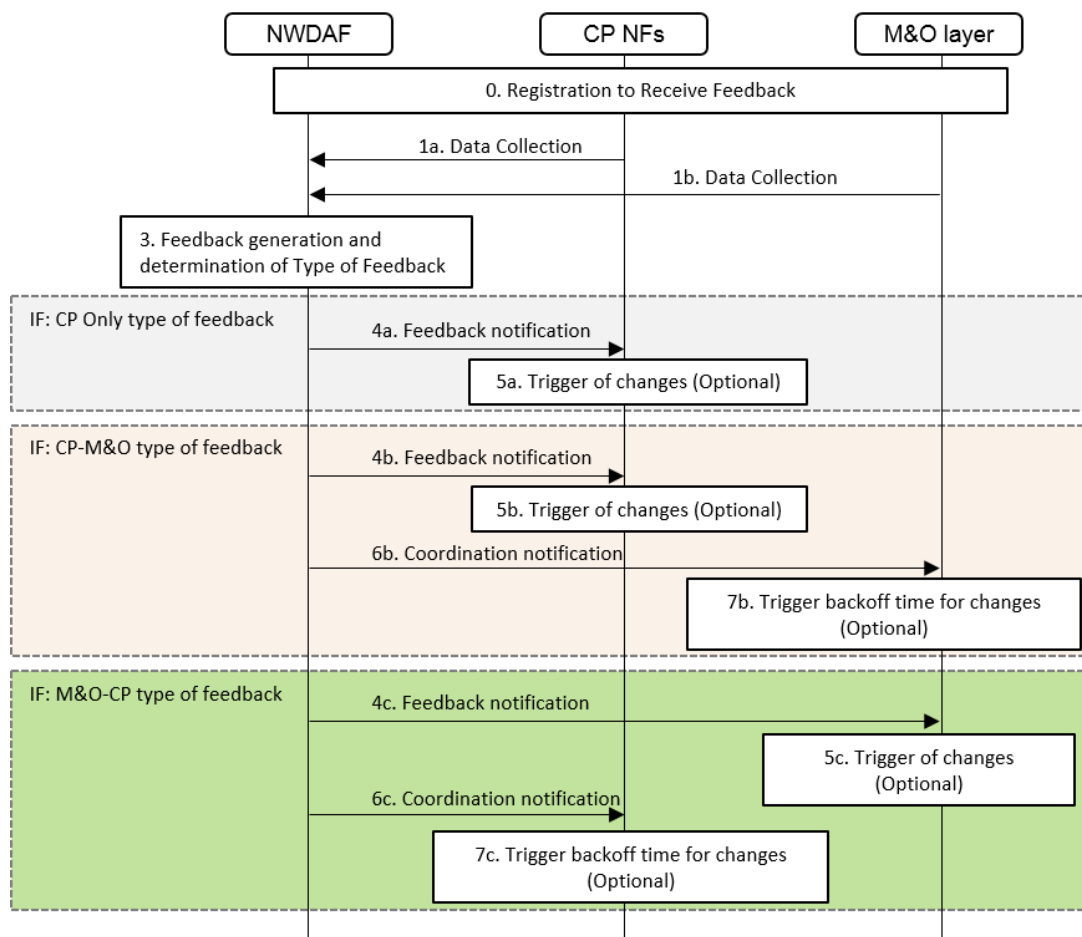 NWDAF
CP NFs
M&O layer
0. Registration to Receive Feedback
1a. Data Collection
1b. Data Collection
3. Feedback generation and
determination of Type of Feedback
IF: CP Only type of feedback
4a. Feedback notification
5a. Trigger of changes (Optional)
IF: CP-M&O type of feedback
4b. Feedback notification
5b. Trigger of changes (Optional)
6b. Coordination notification
7b. Trigger backoff time for changes
(Optional)
IF: M&O-CP type of feedback
4c. Feedback notification
5c. Trigger of changes
(Optional)
6c. Coordination notification
7c. Trigger backoff time for changes
(Optional)